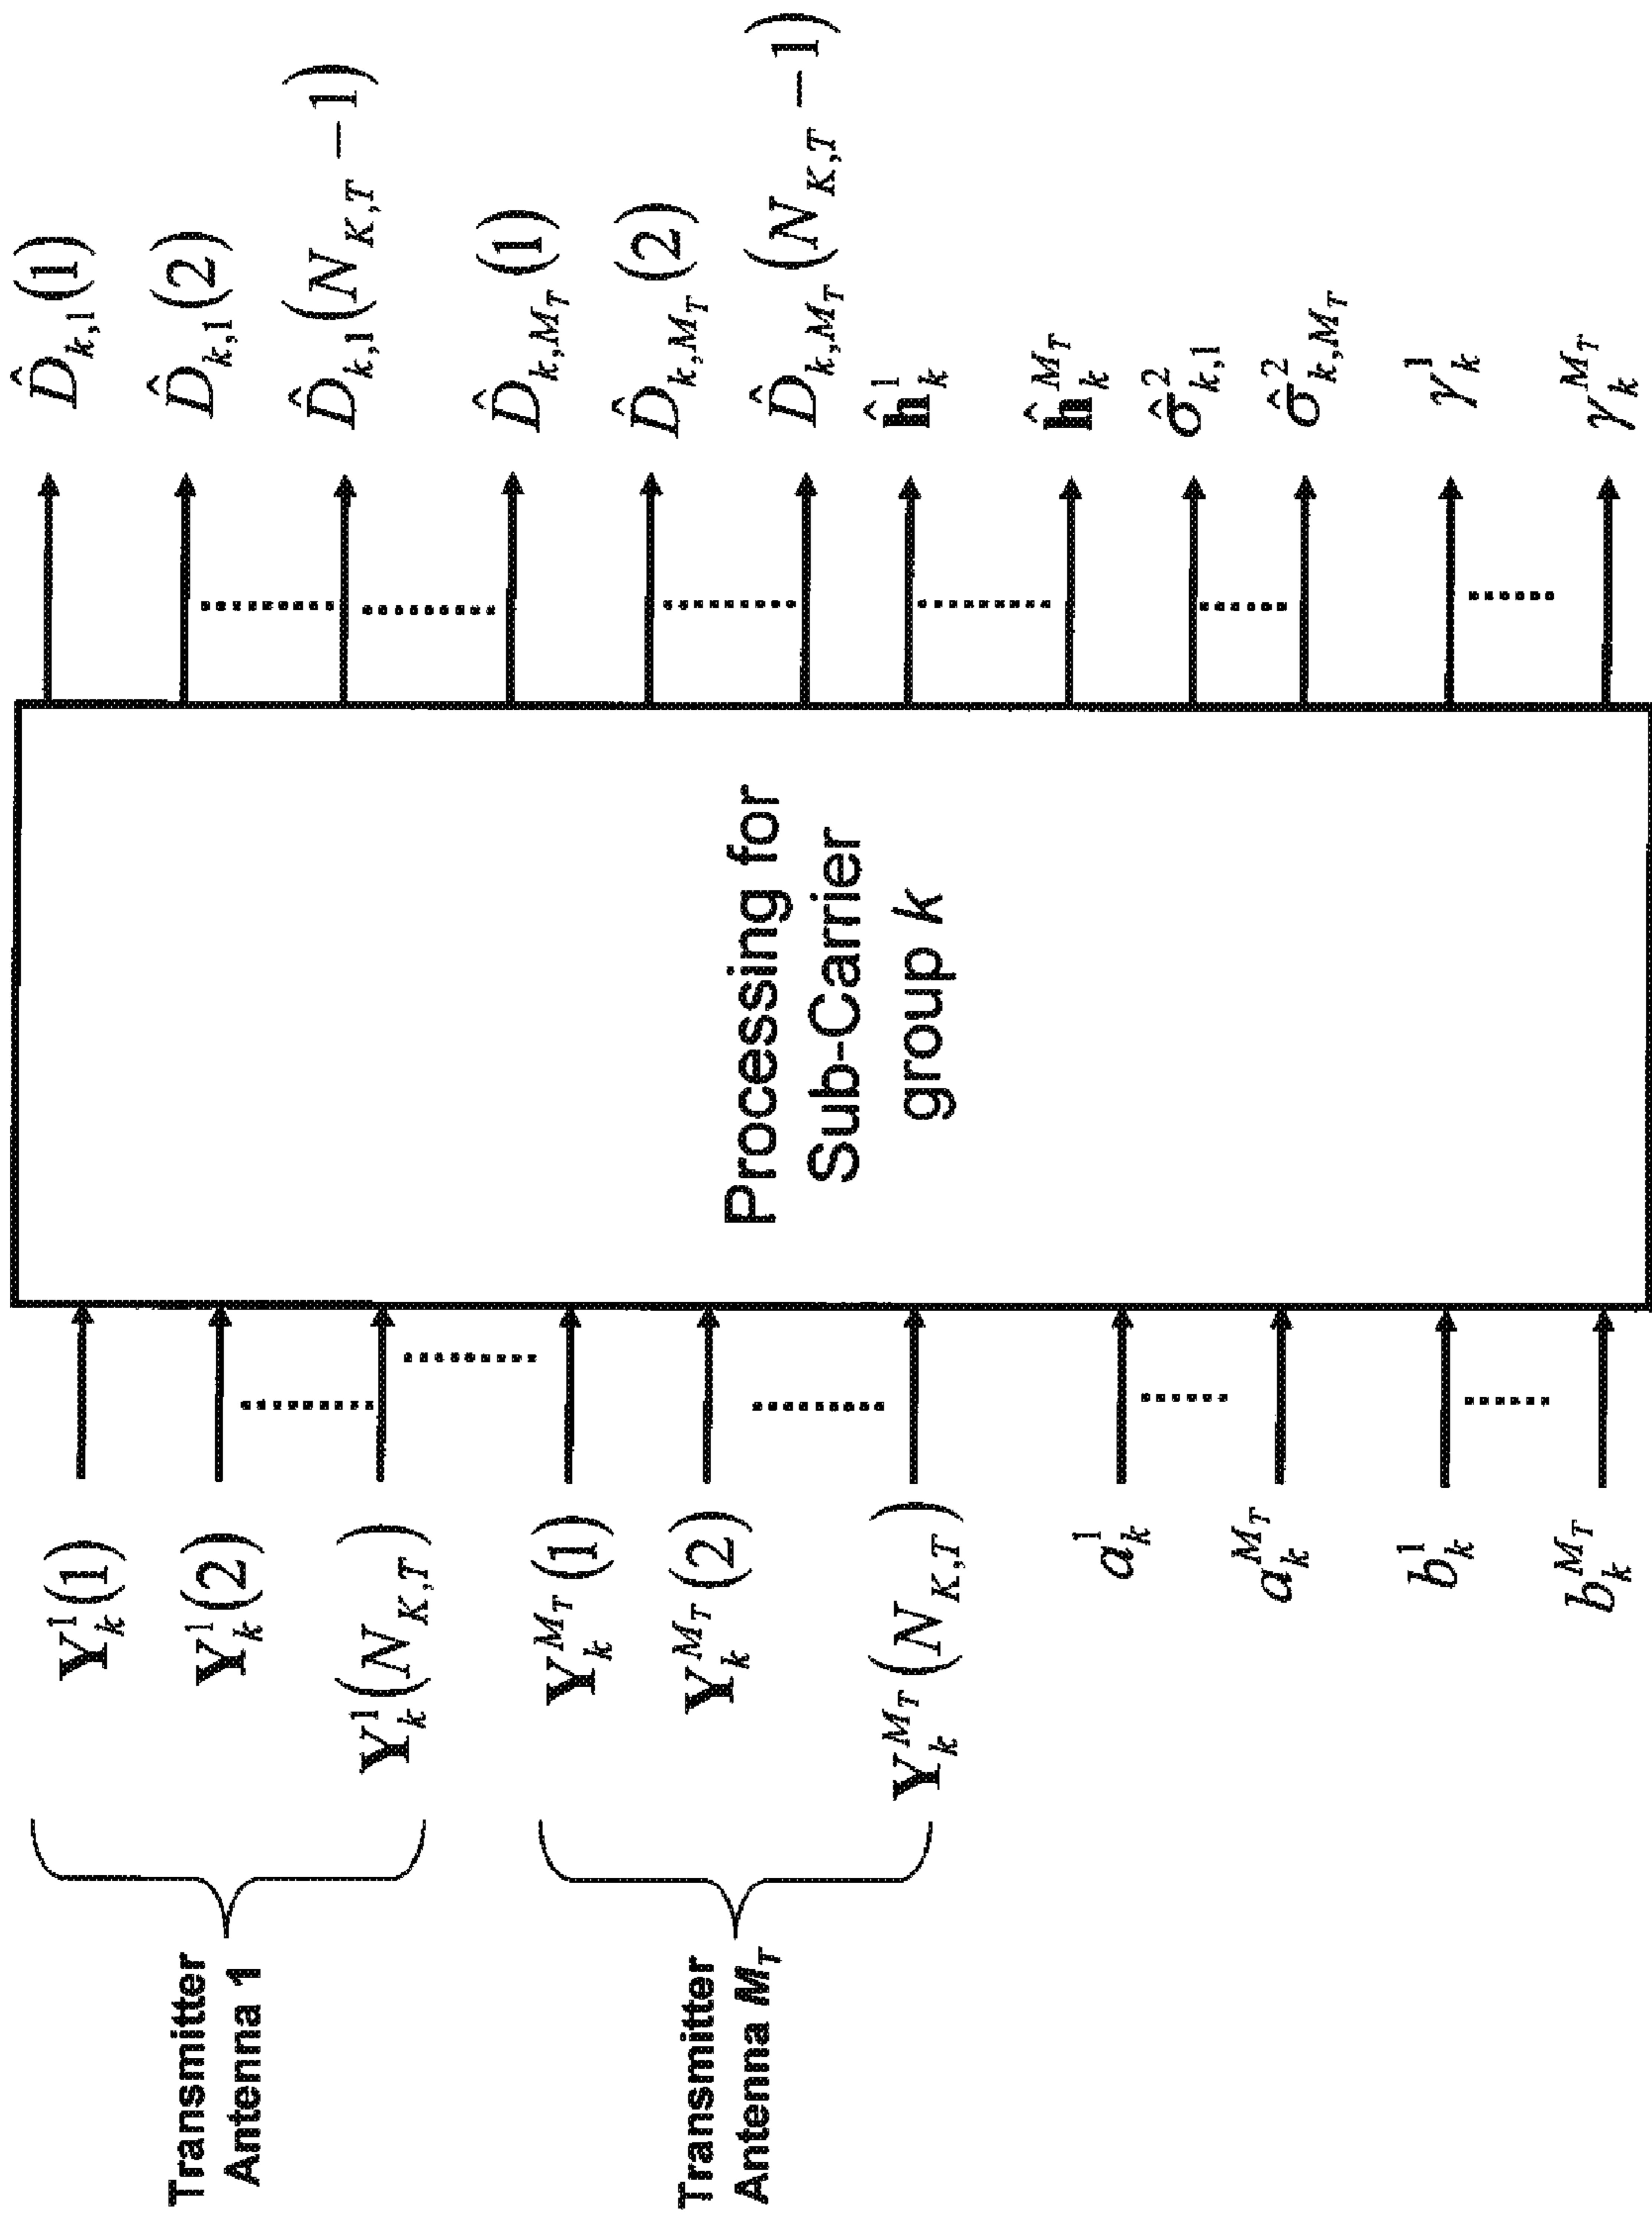 Transmitter
Antenna 1
Transmitter
Antenna M_T
Y_k^1(1)
Y_k^1(2)
Y_k^1(N_{K,T})
Y_k^{M_T}(1)
Y_k^{M_T}(2)
Y_k^{M_T}(N_{K,T})
a_k^1
a_k^{M_T}
b_k^1
b_k^{M_T}
Processing for
Sub-Carrier
group k
D̂_{k,1}(1)
D̂_{k,1}(2)
D̂_{k,1}(N_{K,T} − 1)
D̂_{k,M_T}(1)
D̂_{k,M_T}(2)
D̂_{k,M_T}(N_{K,T} − 1)
ĥ_k^1
ĥ_k^{M_T}
σ̂_{k,1}^2
σ̂_{k,M_T}^2
γ_k^1
γ_k^{M_T}